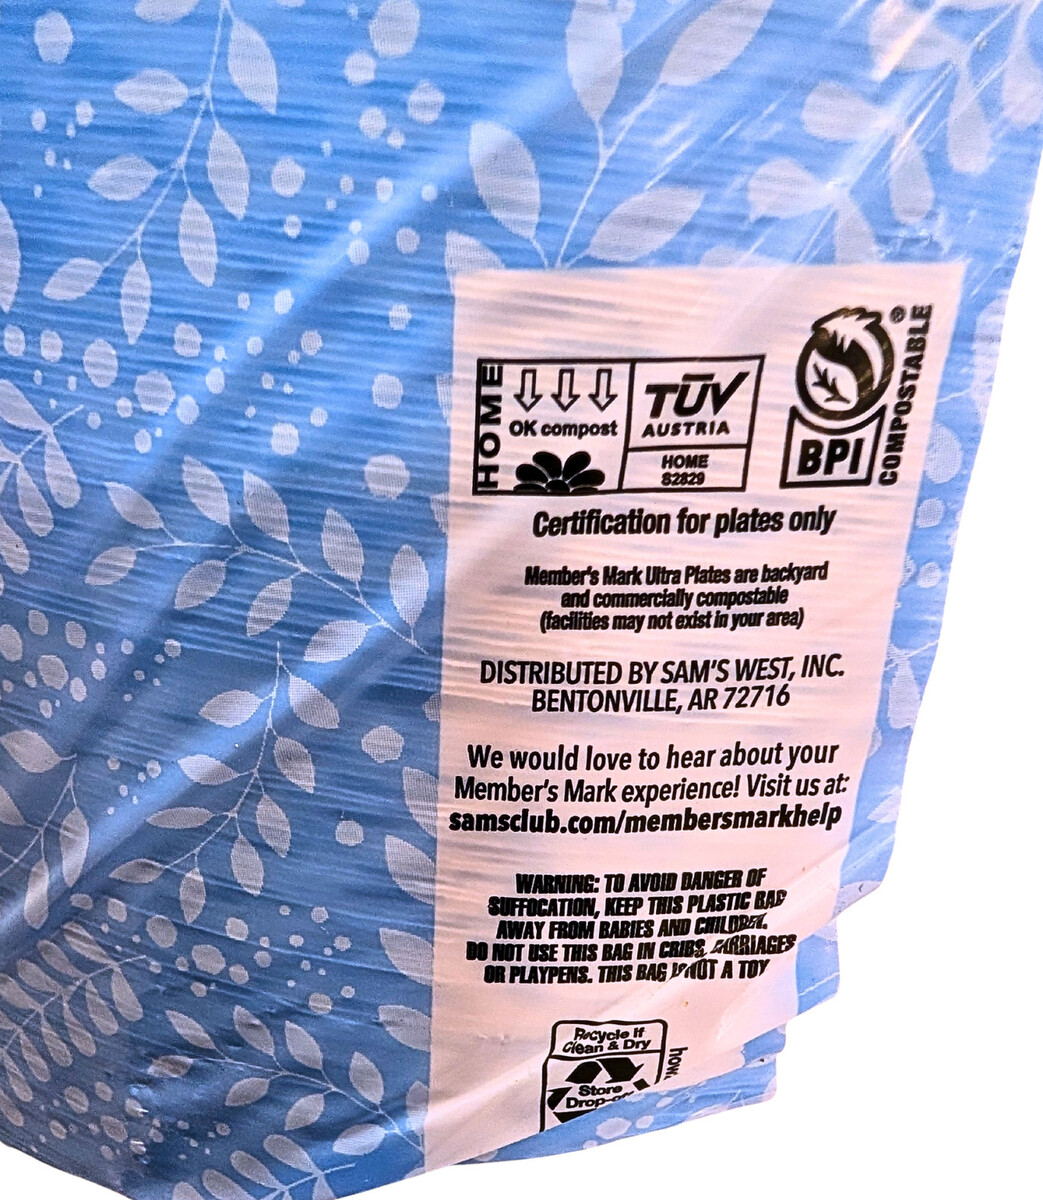 HOME
OK compost
TÜV
AUSTRIA
HOME
S2829
BPI
®
COMPOSTABLE
Certification for plates only
Member's Mark Ultra Plates are backyard
and commercially compostable
(facilities may not exist in your area)
DISTRIBUTED BY SAM'S WEST, INC.
BENTONVILLE, AR 72716
We would love to hear about your
Member's Mark experience! Visit us at:
samsclub.com/membersmarkhelp
WARNING: TO AVOID DANGER OF
SUFFOCATION, KEEP THIS PLASTIC BAG
AWAY FROM BABIES AND CHILDREN.
DO NOT USE THIS BAG IN CRIBS, CARRIAGES
OR PLAYPENS. THIS BAG IS NOT A TOY
Recycle If
Clean & Dry
Store